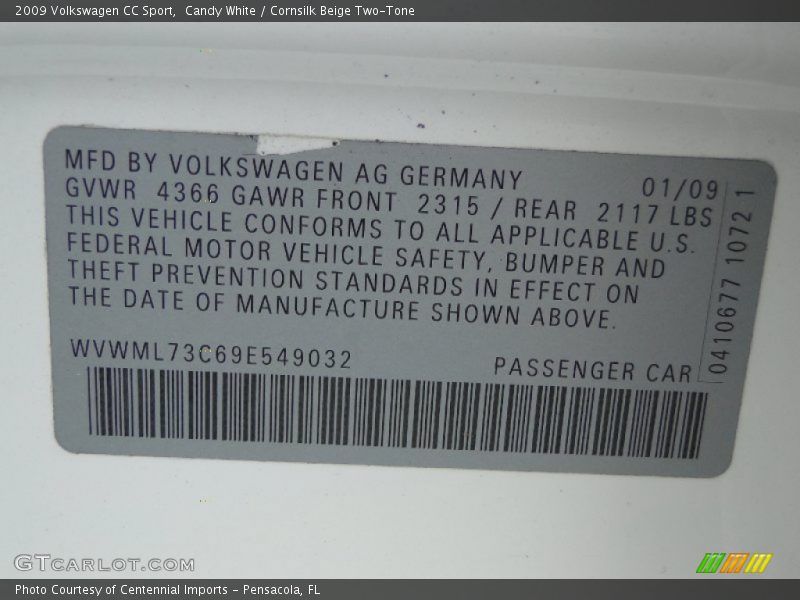 2009 Volkswagen CC Sport,  Candy White / Cornsilk Beige Two-Tone
MFD BY VOLKSWAGEN AG GERMANY 01/09
GVWR 4366 GAWR FRONT 2315 / REAR 2117 LBS
THIS VEHICLE CONFORMS TO ALL APPLICABLE U.S.
FEDERAL MOTOR VEHICLE SAFETY, BUMPER AND
THEFT PREVENTION STANDARDS IN EFFECT ON
THE DATE OF MANUFACTURE SHOWN ABOVE.
WVWML73C69E549032 PASSENGER CAR
0410677 1072 1
GTCARLOT.COM
Photo Courtesy of Centennial Imports - Pensacola, FL